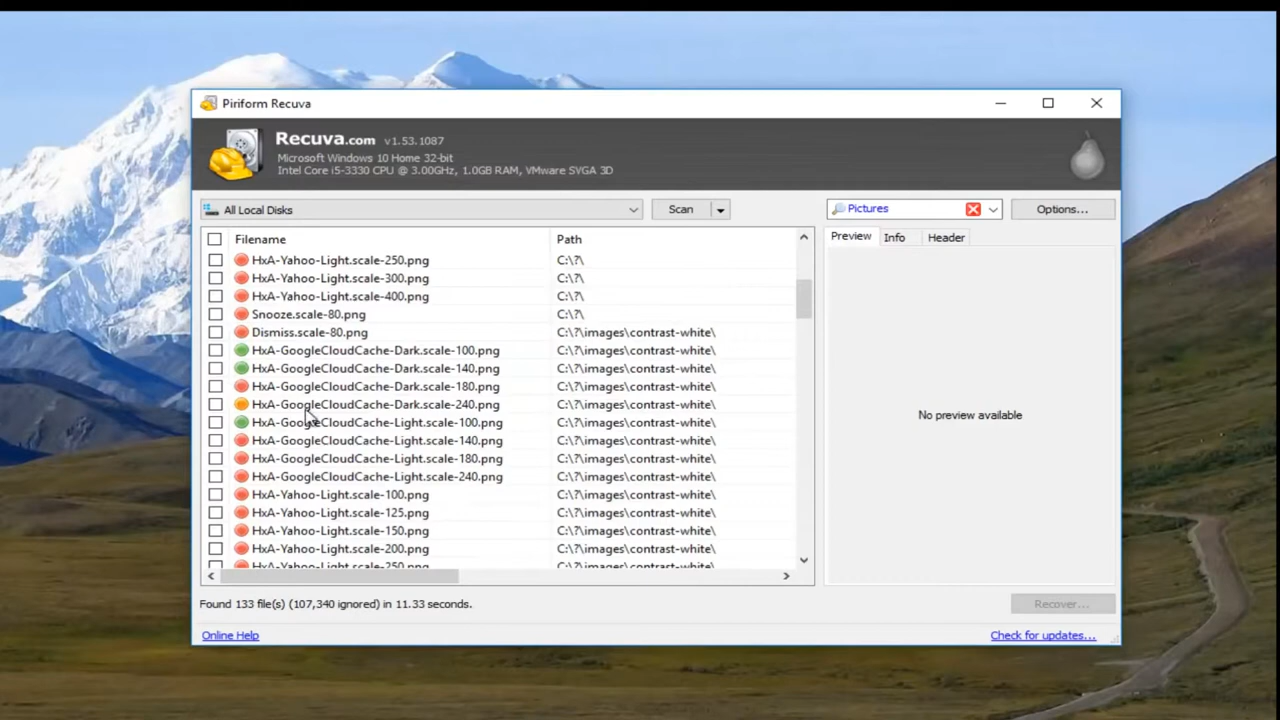 Piriform Recuva
Recuva.com v1.53.1087
Microsoft Windows 10 Home 32-bit
Intel Core i5-3330 CPU @ 3.00GHz, 1.0GB RAM, VMware SVGA 3D
All Local Disks Scan Pictures Options...
Filename Path Preview Info Header
HxA-Yahoo-Light.scale-250.png C:\?\
HxA-Yahoo-Light.scale-300.png C:\?\
HxA-Yahoo-Light.scale-400.png C:\?\
Snooze.scale-80.png C:\?\
Dismiss.scale-80.png C:\?\images\contrast-white\
HxA-GoogleCloudCache-Dark.scale-100.png C:\?\images\contrast-white\
HxA-GoogleCloudCache-Dark.scale-140.png C:\?\images\contrast-white\
HxA-GoogleCloudCache-Dark.scale-180.png C:\?\images\contrast-white\
HxA-GoogleCloudCache-Dark.scale-240.png C:\?\images\contrast-white\
No preview available
HxA-GoogleCloudCache-Light.scale-100.png C:\?\images\contrast-white\
HxA-GoogleCloudCache-Light.scale-140.png C:\?\images\contrast-white\
HxA-GoogleCloudCache-Light.scale-180.png C:\?\images\contrast-white\
HxA-GoogleCloudCache-Light.scale-240.png C:\?\images\contrast-white\
HxA-Yahoo-Light.scale-100.png C:\?\images\contrast-white\
HxA-Yahoo-Light.scale-125.png C:\?\images\contrast-white\
HxA-Yahoo-Light.scale-150.png C:\?\images\contrast-white\
HxA-Yahoo-Light.scale-200.png C:\?\images\contrast-white\
HxA-Yahoo-Light.scale-250.png C:\?\images\contrast-white\
Found 133 file(s) (107,340 ignored) in 11.33 seconds. Recover...
Online Help Check for updates...